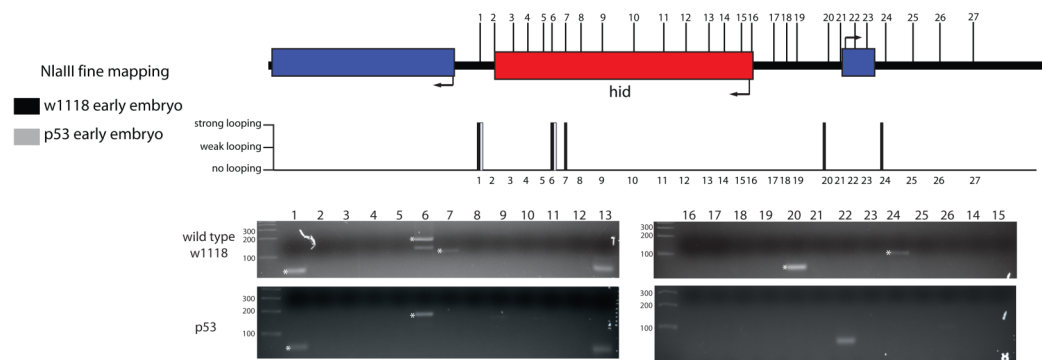 1 2 3 4 5 6 7 8 9 10 11 12 13 14 15 16 17 18 19 20 21 22 23 24 25 26 27
NlaIII fine mapping
hid
w1118 early embryo
p53 early embryo
strong looping
weak looping
no looping
1 2 3 4 5 6 7 8 9 10 11 12 13 14 15 16 17 18 19 20 21 22 23 24 25 26 27
1 2 3 4 5 6 7 8 9 10 11 12 13
16 17 18 19 20 21 22 23 24 25 26 14 15
wild type
w1118
300
200
100
*
*
*
300
200
100
*
*
p53
300
200
100
*
*
300
200
100